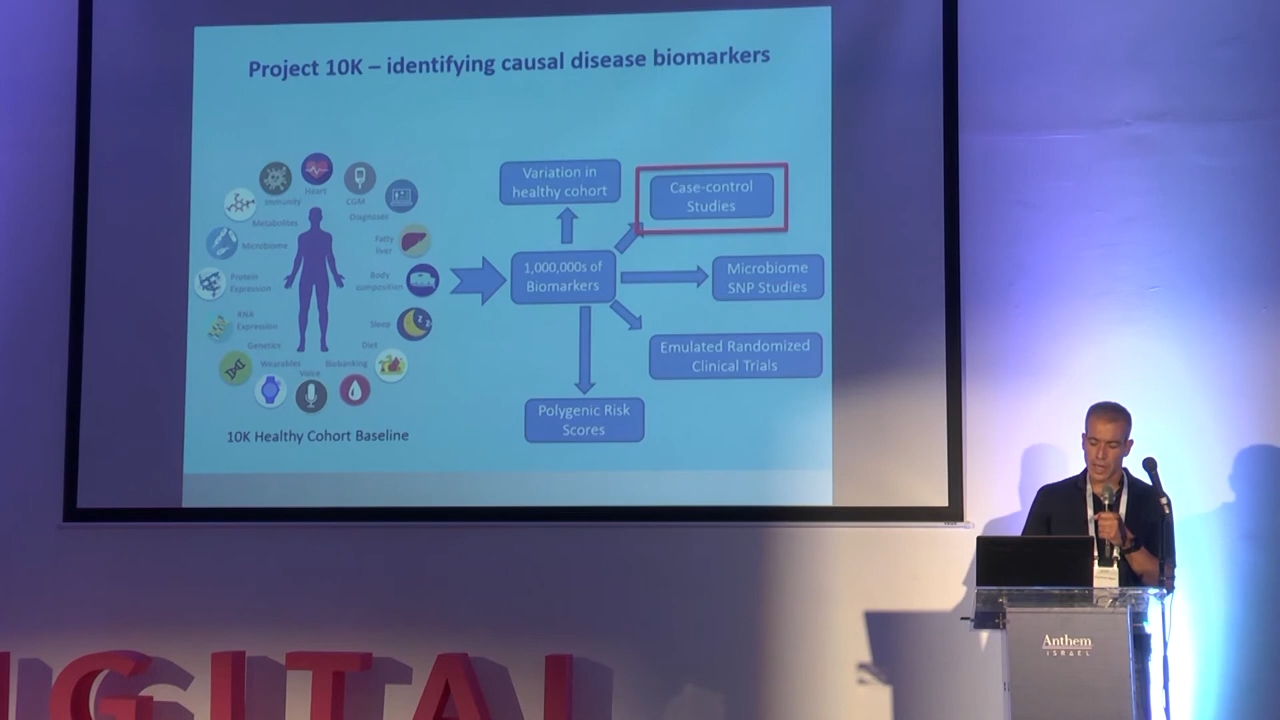 Project 10K – identifying causal disease biomarkers
Heart
Immunity
CGM
Metabolites
Diagnoses
Microbiome
Fatty
liver
Protein
Expression
Body
composition
RNA
Expression
Sleep
Genetics
Diet
Wearables
Biobanking
Voice
10K Healthy Cohort Baseline
1,000,000s of
Biomarkers
Variation in
healthy cohort
Case-control
Studies
Microbiome
SNP Studies
Emulated Randomized
Clinical Trials
Polygenic Risk
Scores
Anthem
ISRAEL
IGITAL